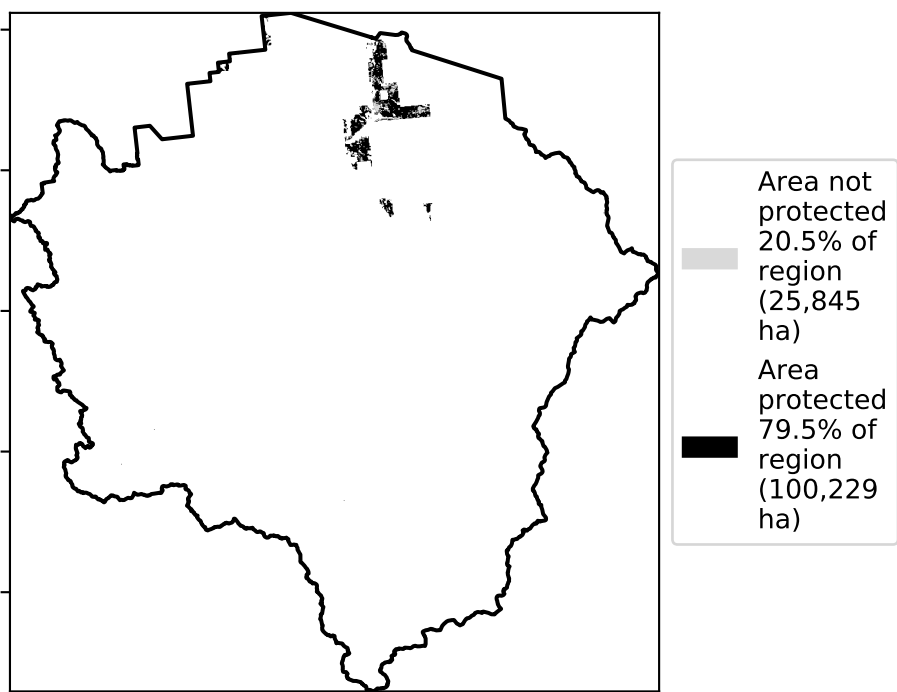 Area not
protected
20.5% of
region
(25,845
ha)
Area
protected
79.5% of
region
(100,229
ha)